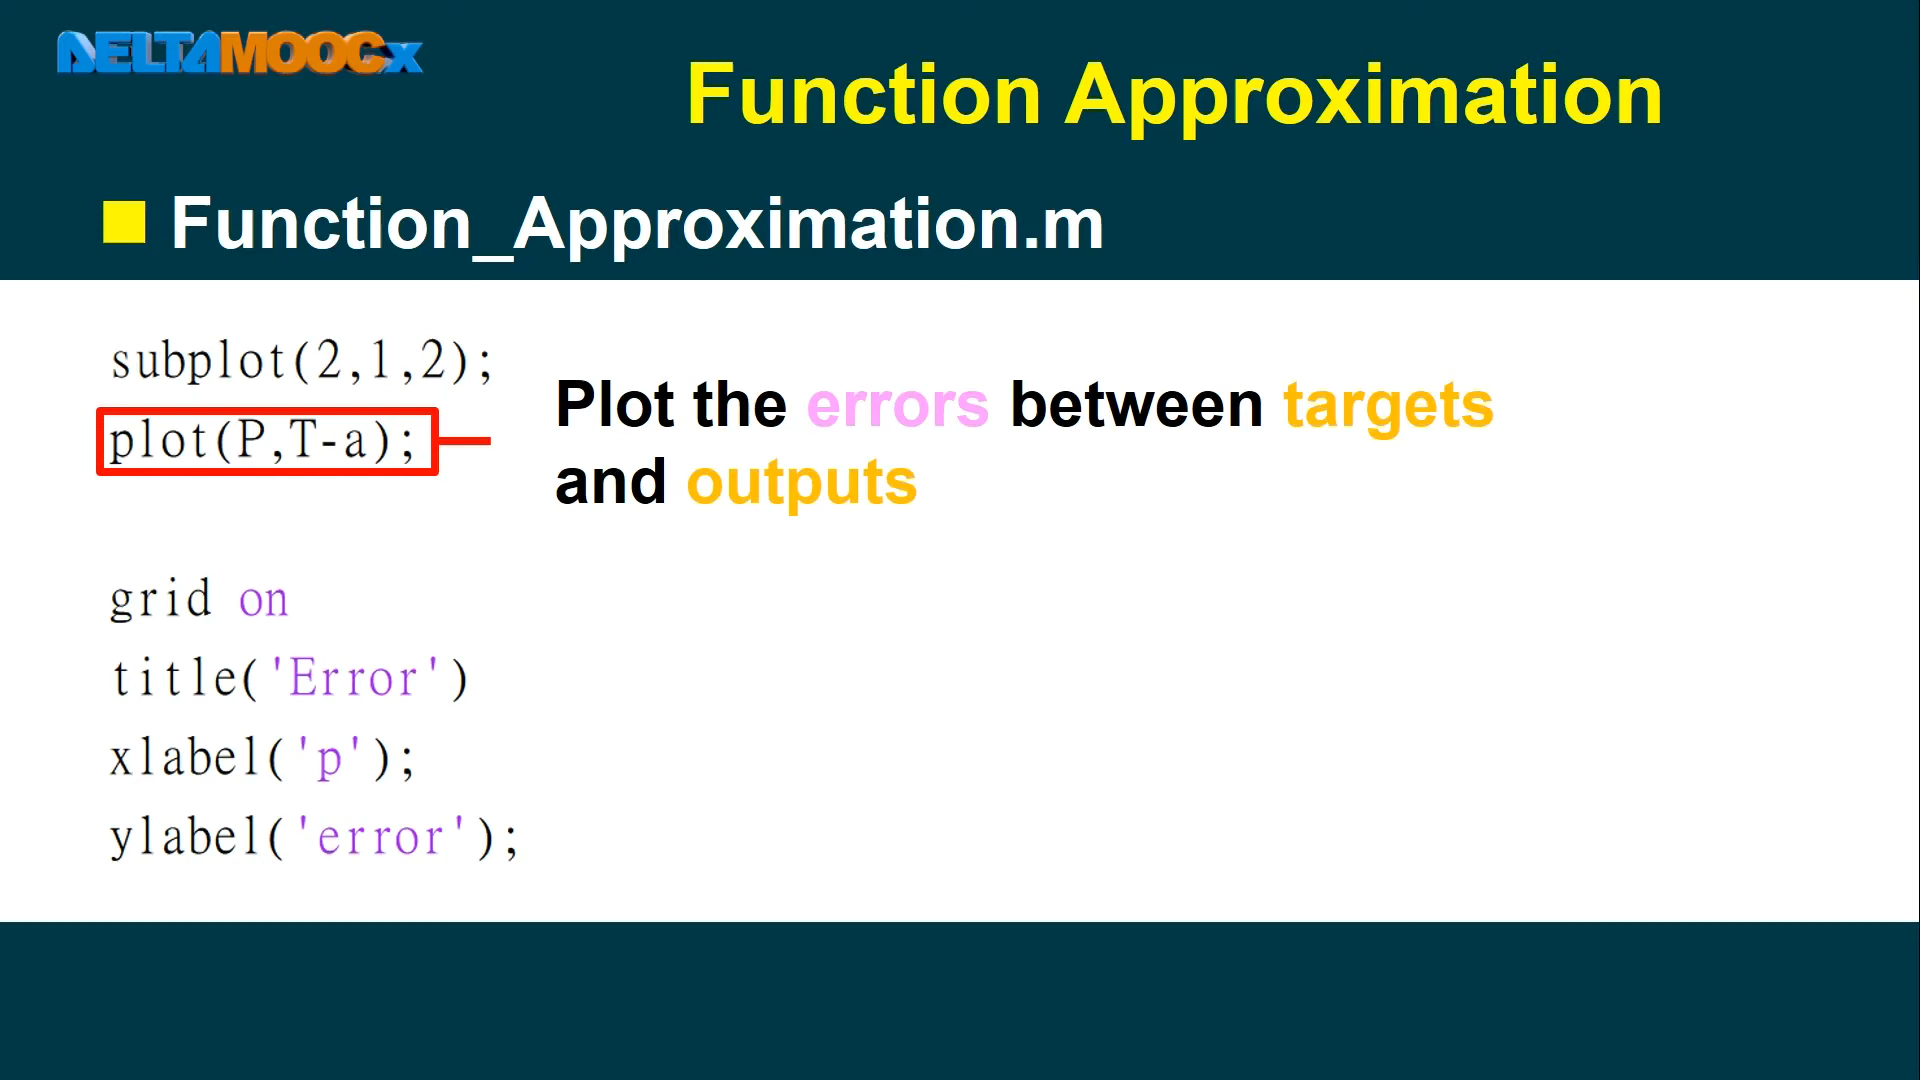 DELTAMOOCx
Function Approximation
Function_Approximation.m
subplot(2,1,2);
plot(P,T-a);
Plot the errors between targets
and outputs
grid on
title('Error')
xlabel('p');
ylabel('error');